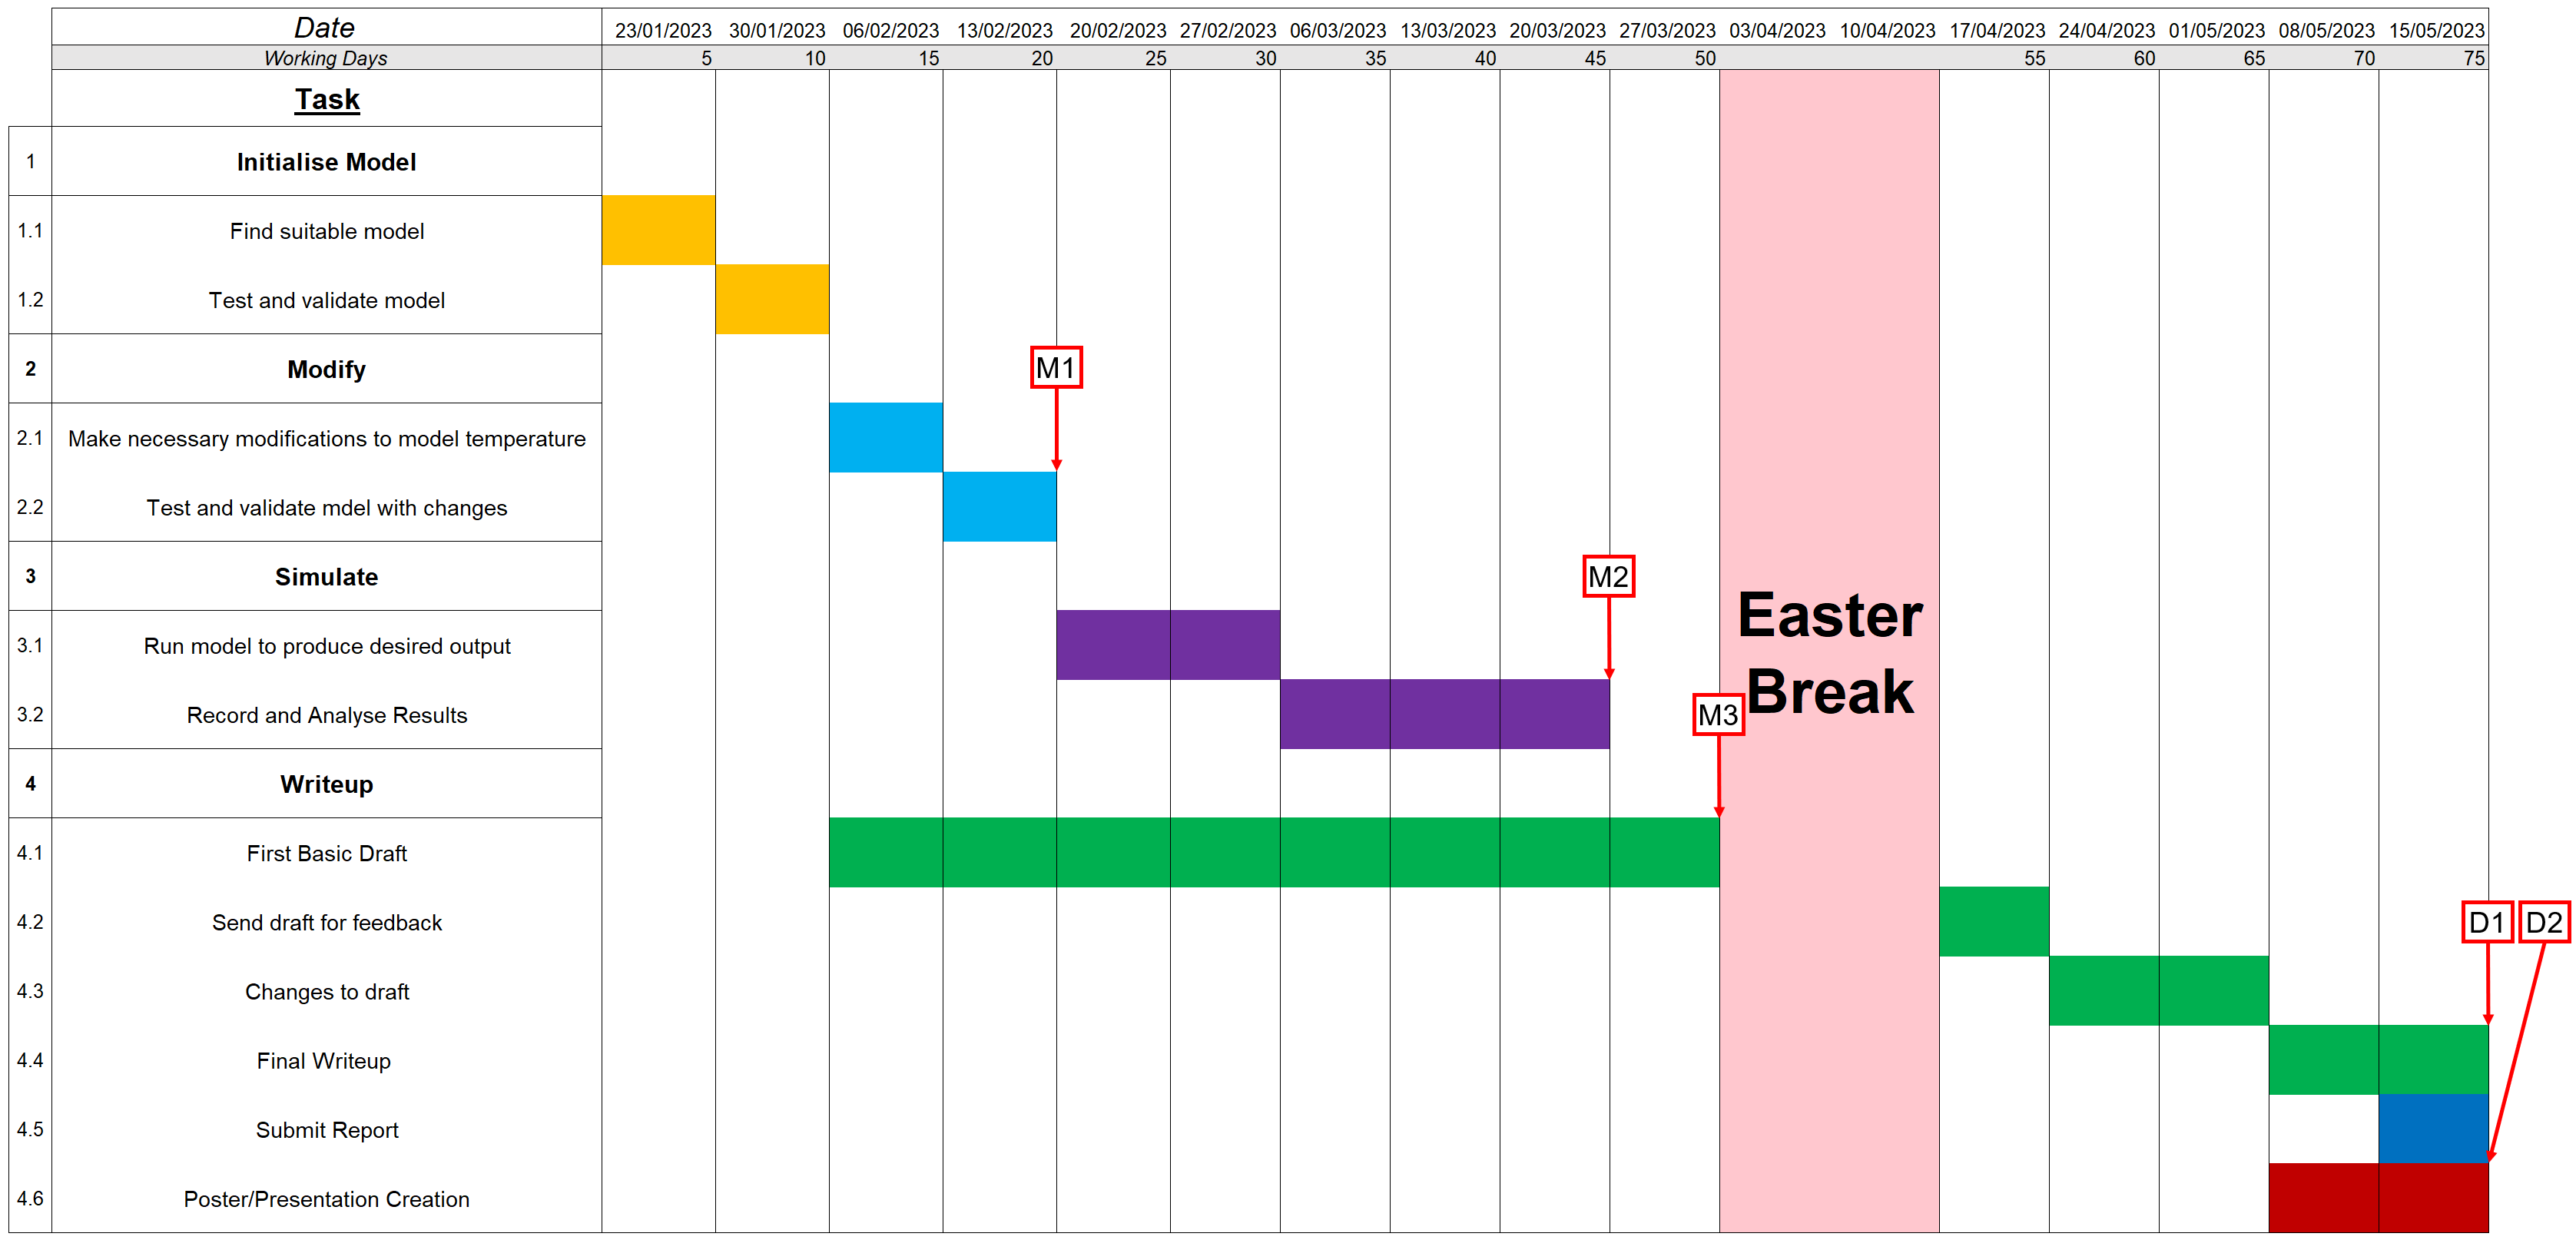 Date 23/01/2023 30/01/2023 06/02/2023 13/02/2023 20/02/2023 27/02/2023 06/03/2023 13/03/2023 20/03/2023 27/03/2023 03/04/2023 10/04/2023 17/04/2023 24/04/2023 01/05/2023 08/05/2023 15/05/2023
Working Days 5 10 15 20 25 30 35 40 45 50 55 60 65 70 75
Task
1 Initialise Model
1.1 Find suitable model
1.2 Test and validate model
2 Modify M1
2.1 Make necessary modifications to model temperature
2.2 Test and validate mdel with changes
3 Simulate M2
Easter
3.1 Run model to produce desired output
Break
3.2 Record and Analyse Results M3
4 Writeup
4.1 First Basic Draft
4.2 Send draft for feedback D1 D2
4.3 Changes to draft
4.4 Final Writeup
4.5 Submit Report
4.6 Poster/Presentation Creation